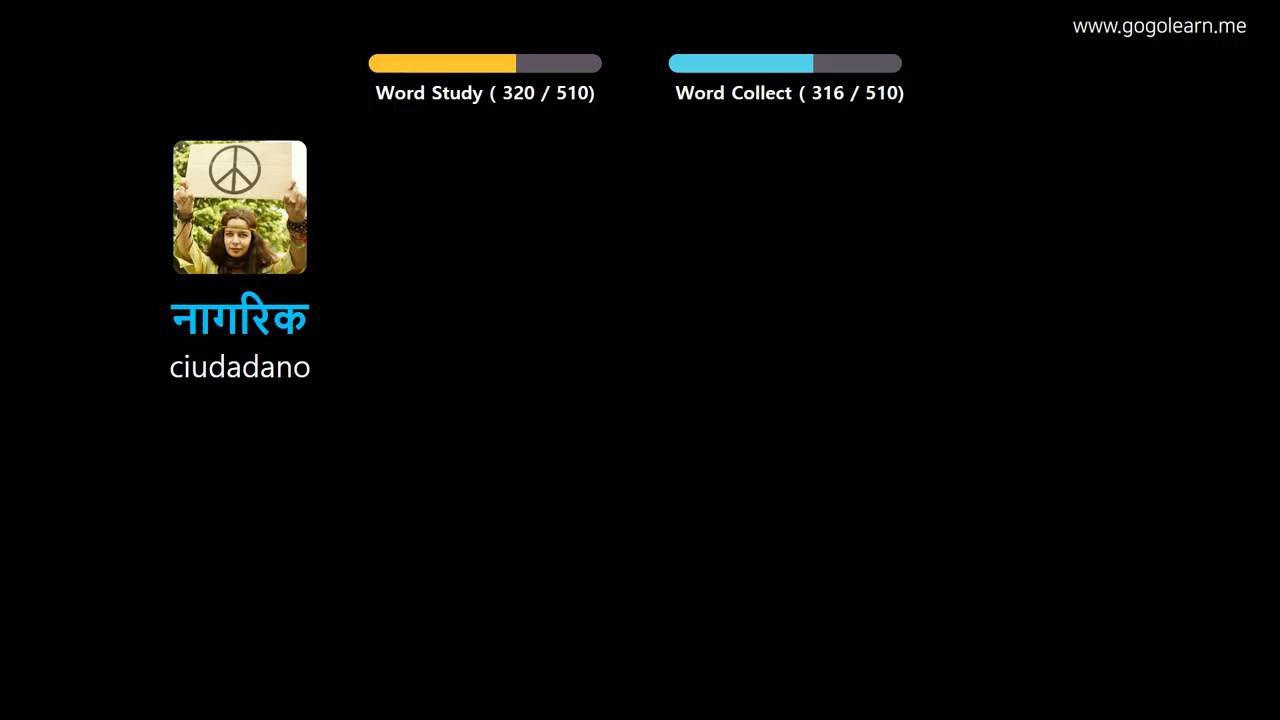 www.gogolearn.me
Word Study ( 320 / 510)
Word Collect ( 316 / 510)
नागरिक
ciudadano